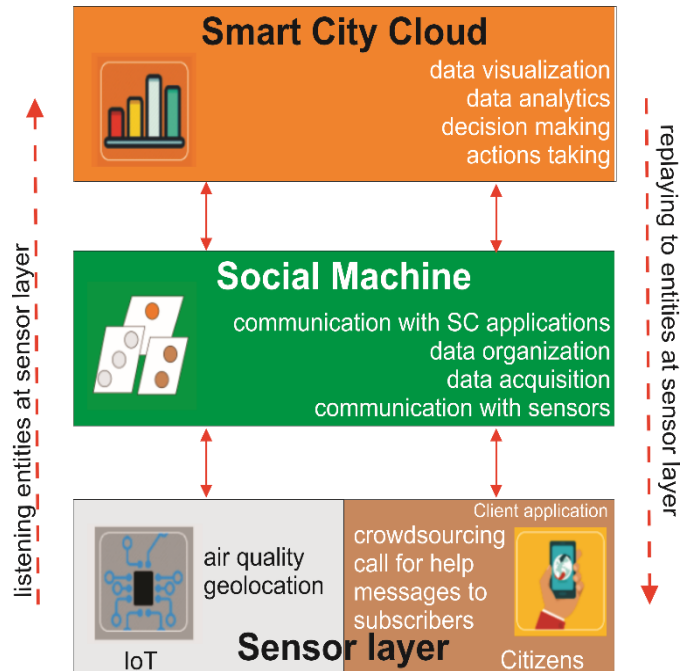 Smart City Cloud
data visualization
data analytics
decision making
actions taking
listening entities at sensor layer
replaying to entities at sensor layer
Social Machine
communication with SC applications
data organization
data acquisition
communication with sensors
air quality
geolocation
IoT
Client application
crowdsourcing
call for help
messages to
subscribers
Citizens
Sensor layer